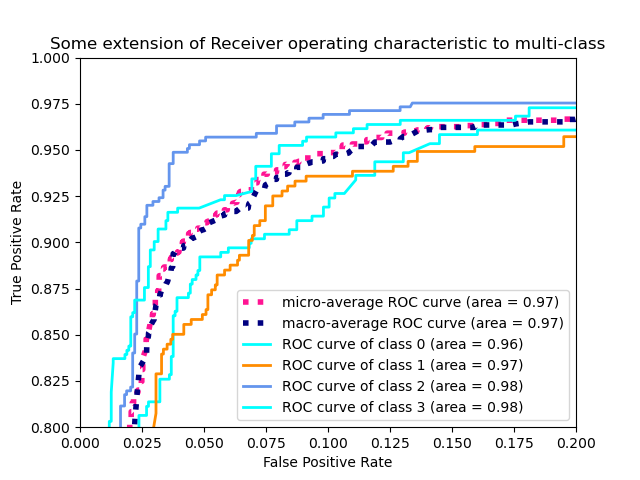 Some extension of Receiver operating characteristic to multi-class
1.000
0.975
0.950
0.925
0.900
0.875
0.850
0.825
0.800
True Positive Rate
micro-average ROC curve (area = 0.97)
macro-average ROC curve (area = 0.97)
ROC curve of class 0 (area = 0.96)
ROC curve of class 1 (area = 0.97)
ROC curve of class 2 (area = 0.98)
ROC curve of class 3 (area = 0.98)
0.000 0.025 0.050 0.075 0.100 0.125 0.150 0.175 0.200
False Positive Rate